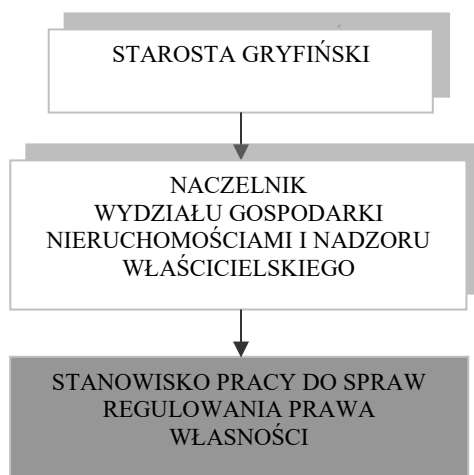 STAROSTA GRYFIŃSKI
NACZELNIK
WYDZIAŁU GOSPODARKI
NIERUCHOMOŚCIAMI I NADZORU
WŁAŚCICIELSKIEGO
STANOWISKO PRACY DO SPRAW
REGULOWANIA PRAWA
WŁASNOŚCI